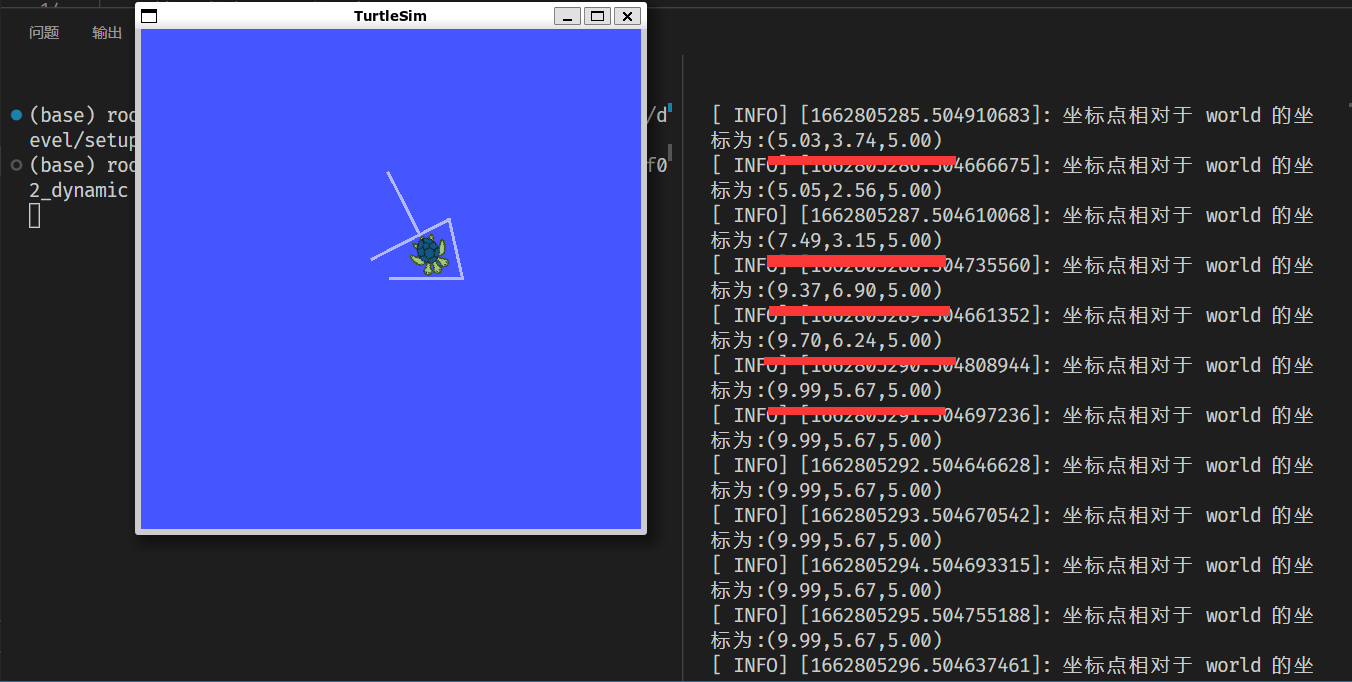 14
TurtleSim
问题 输出
(base) roo /d
evel/setup
(base) roo f0
2_dynamic
[ INFO] [1662805285.504910683]: 坐标点相对于 world 的坐
标为:(5.03,3.74,5.00)
[ INFO] [1662805286.504666675]: 坐标点相对于 world 的坐
标为:(5.05,2.56,5.00)
[ INFO] [1662805287.504610068]: 坐标点相对于 world 的坐
标为:(7.49,3.15,5.00)
[ INFO] [1662805288.504735560]: 坐标点相对于 world 的坐
标为:(9.37,6.90,5.00)
[ INFO] [1662805289.504661352]: 坐标点相对于 world 的坐
标为:(9.70,6.24,5.00)
[ INFO] [1662805290.504808944]: 坐标点相对于 world 的坐
标为:(9.99,5.67,5.00)
[ INFO] [1662805291.504697236]: 坐标点相对于 world 的坐
标为:(9.99,5.67,5.00)
[ INFO] [1662805292.504646628]: 坐标点相对于 world 的坐
标为:(9.99,5.67,5.00)
[ INFO] [1662805293.504670542]: 坐标点相对于 world 的坐
标为:(9.99,5.67,5.00)
[ INFO] [1662805294.504693315]: 坐标点相对于 world 的坐
标为:(9.99,5.67,5.00)
[ INFO] [1662805295.504755188]: 坐标点相对于 world 的坐
标为:(9.99,5.67,5.00)
[ INFO] [1662805296.504637461]: 坐标点相对于 world 的坐